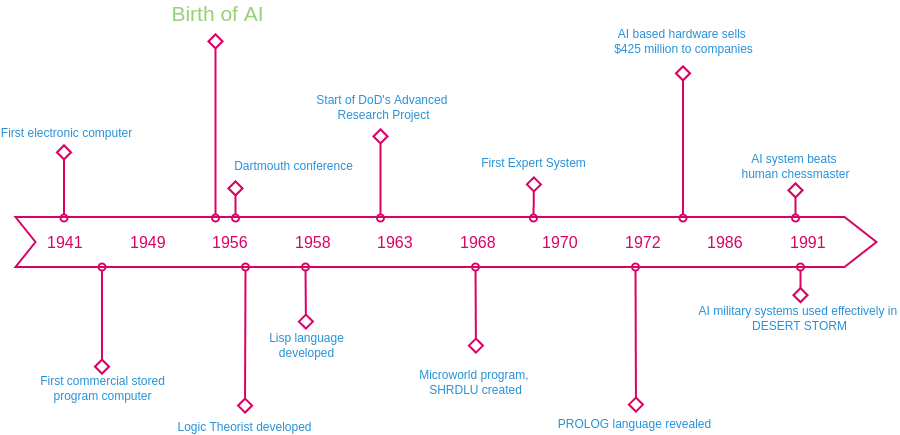 Birth of AI
AI based hardware sells
$425 million to companies
Start of DoD's Advanced
Research Project
First electronic computer
Dartmouth conference
First Expert System
AI system beats
human chessmaster
1941 1949 1956 1958 1963 1968 1970 1972 1986 1991
AI military systems used effectively in
DESERT STORM
Lisp language
developed
Microworld program,
SHRDLU created
First commercial stored
program computer
Logic Theorist developed
PROLOG language revealed